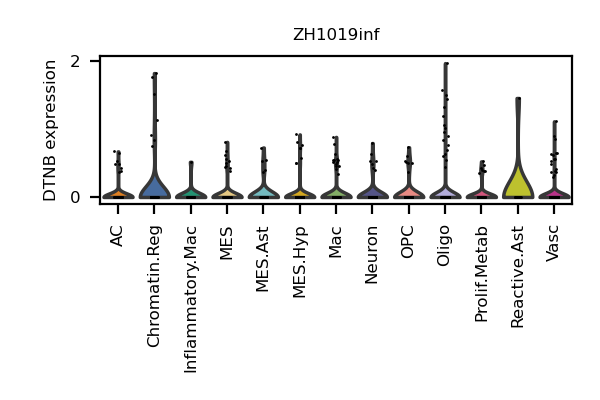 ZH1019inf
DTNB expression
2
0
AC
Chromatin.Reg
Inflammatory.Mac
MES
MES.Ast
MES.Hyp
Mac
Neuron
OPC
Oligo
Prolif.Metab
Reactive.Ast
Vasc